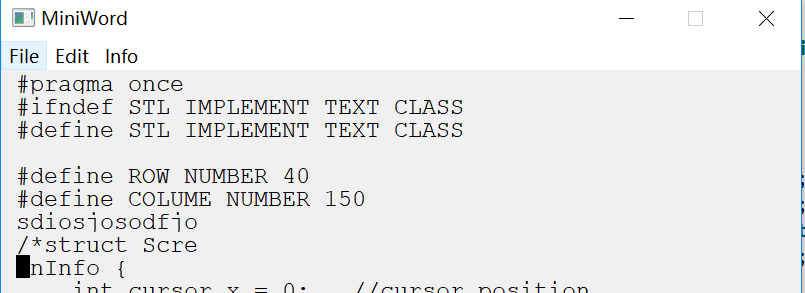 MiniWord
File Edit Info
#pragma once
#ifndef STL IMPLEMENT TEXT CLASS
#define STL IMPLEMENT TEXT CLASS
#define ROW NUMBER 40
#define COLUME NUMBER 150
sdiosjosodfjo
/*struct Scre
nInfo {
int cursor x = 0; //cursor position